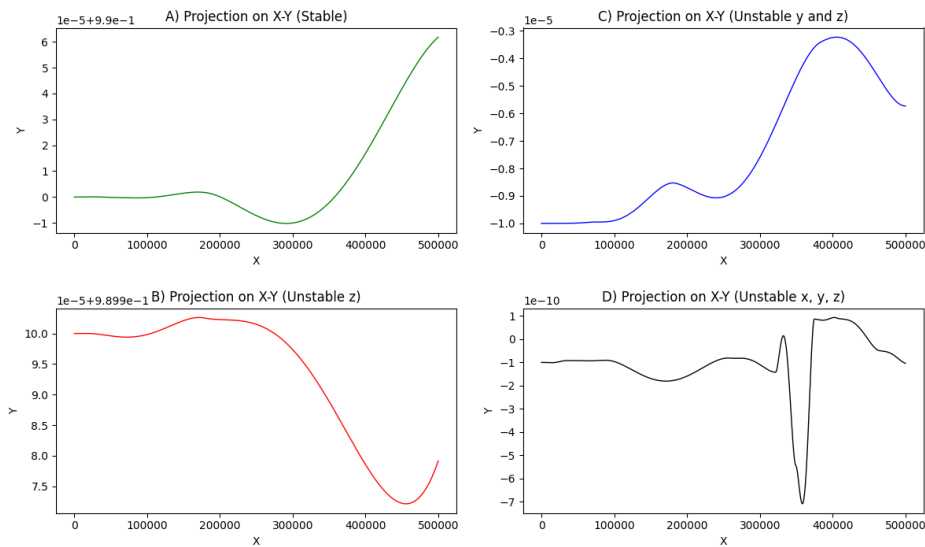 A) Projection on X-Y (Stable)
1e−5+9.9e−1
6
5
4
3
2
1
0
−1
Y
0 100000 200000 300000 400000 500000
X
C) Projection on X-Y (Unstable y and z)
1e−5
−0.3
−0.4
−0.5
−0.6
−0.7
−0.8
−0.9
−1.0
Y
0 100000 200000 300000 400000 500000
X
B) Projection on X-Y (Unstable z)
1e−5+9.899e−1
10.0
9.5
9.0
8.5
8.0
7.5
Y
0 100000 200000 300000 400000 500000
X
D) Projection on X-Y (Unstable x, y, z)
1e−10
1
0
−1
−2
−3
−4
−5
−6
−7
Y
0 100000 200000 300000 400000 500000
X